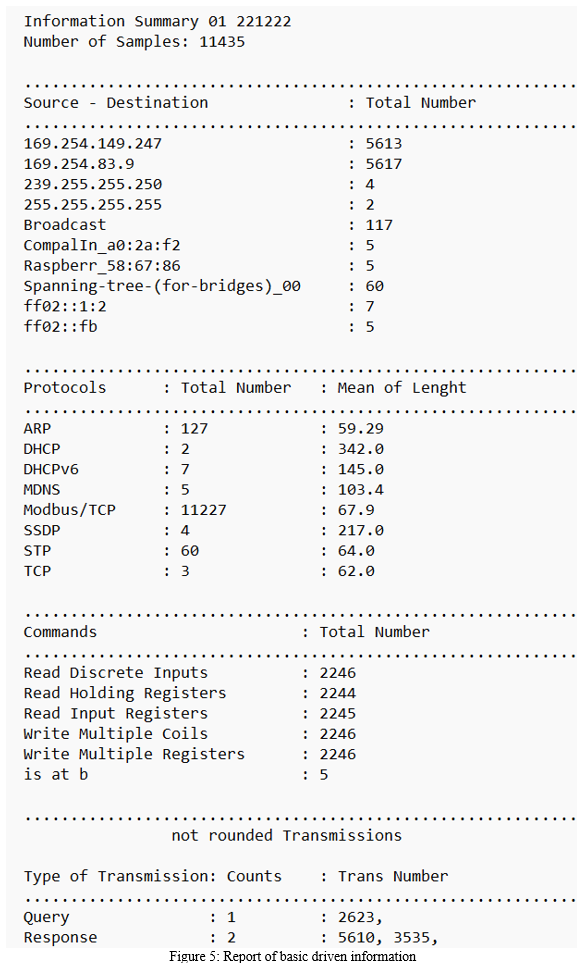 Information Summary 01 221222
Number of Samples: 11435
................................................................
Source - Destination : Total Number
................................................................
169.254.149.247 : 5613
169.254.83.9 : 5617
239.255.255.250 : 4
255.255.255.255 : 2
Broadcast : 117
CompalIn_a0:2a:f2 : 5
Raspberr_58:67:86 : 5
Spanning-tree-(for-bridges)_00 : 60
ff02::1:2 : 7
ff02::fb : 5
................................................................
Protocols : Total Number : Mean of Lenght
................................................................
ARP : 127 : 59.29
DHCP : 2 : 342.0
DHCPv6 : 7 : 145.0
MDNS : 5 : 103.4
Modbus/TCP : 11227 : 67.9
SSDP : 4 : 217.0
STP : 60 : 64.0
TCP : 3 : 62.0
................................................................
Commands : Total Number
................................................................
Read Discrete Inputs : 2246
Read Holding Registers : 2244
Read Input Registers : 2245
Write Multiple Coils : 2246
Write Multiple Registers : 2246
is at b : 5
................................................................
not rounded Transmissions
Type of Transmission: Counts : Trans Number
................................................................
Query : 1 : 2623,
Response : 2 : 5610, 3535,
Figure 5: Report of basic driven information